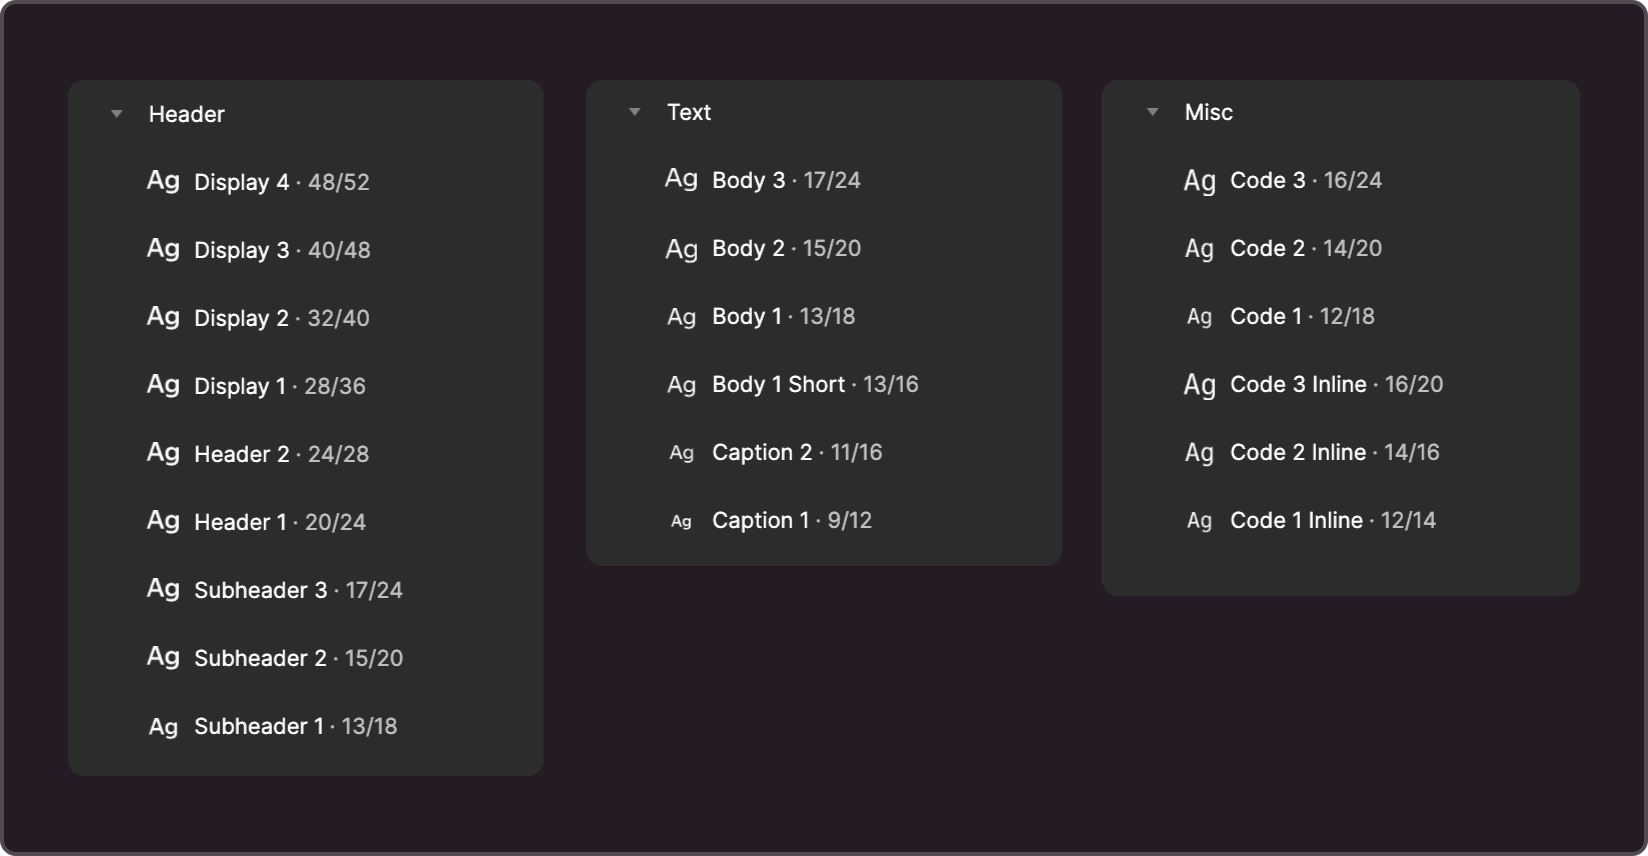 Header
Ag Display 4 · 48/52
Ag Display 3 · 40/48
Ag Display 2 · 32/40
Ag Display 1 · 28/36
Ag Header 2 · 24/28
Ag Header 1 · 20/24
Ag Subheader 3 · 17/24
Ag Subheader 2 · 15/20
Ag Subheader 1 · 13/18
Text
Ag Body 3 · 17/24
Ag Body 2 · 15/20
Ag Body 1 · 13/18
Ag Body 1 Short · 13/16
Ag Caption 2 · 11/16
Ag Caption 1 · 9/12
Misc
Ag Code 3 · 16/24
Ag Code 2 · 14/20
Ag Code 1 · 12/18
Ag Code 3 Inline · 16/20
Ag Code 2 Inline · 14/16
Ag Code 1 Inline · 12/14